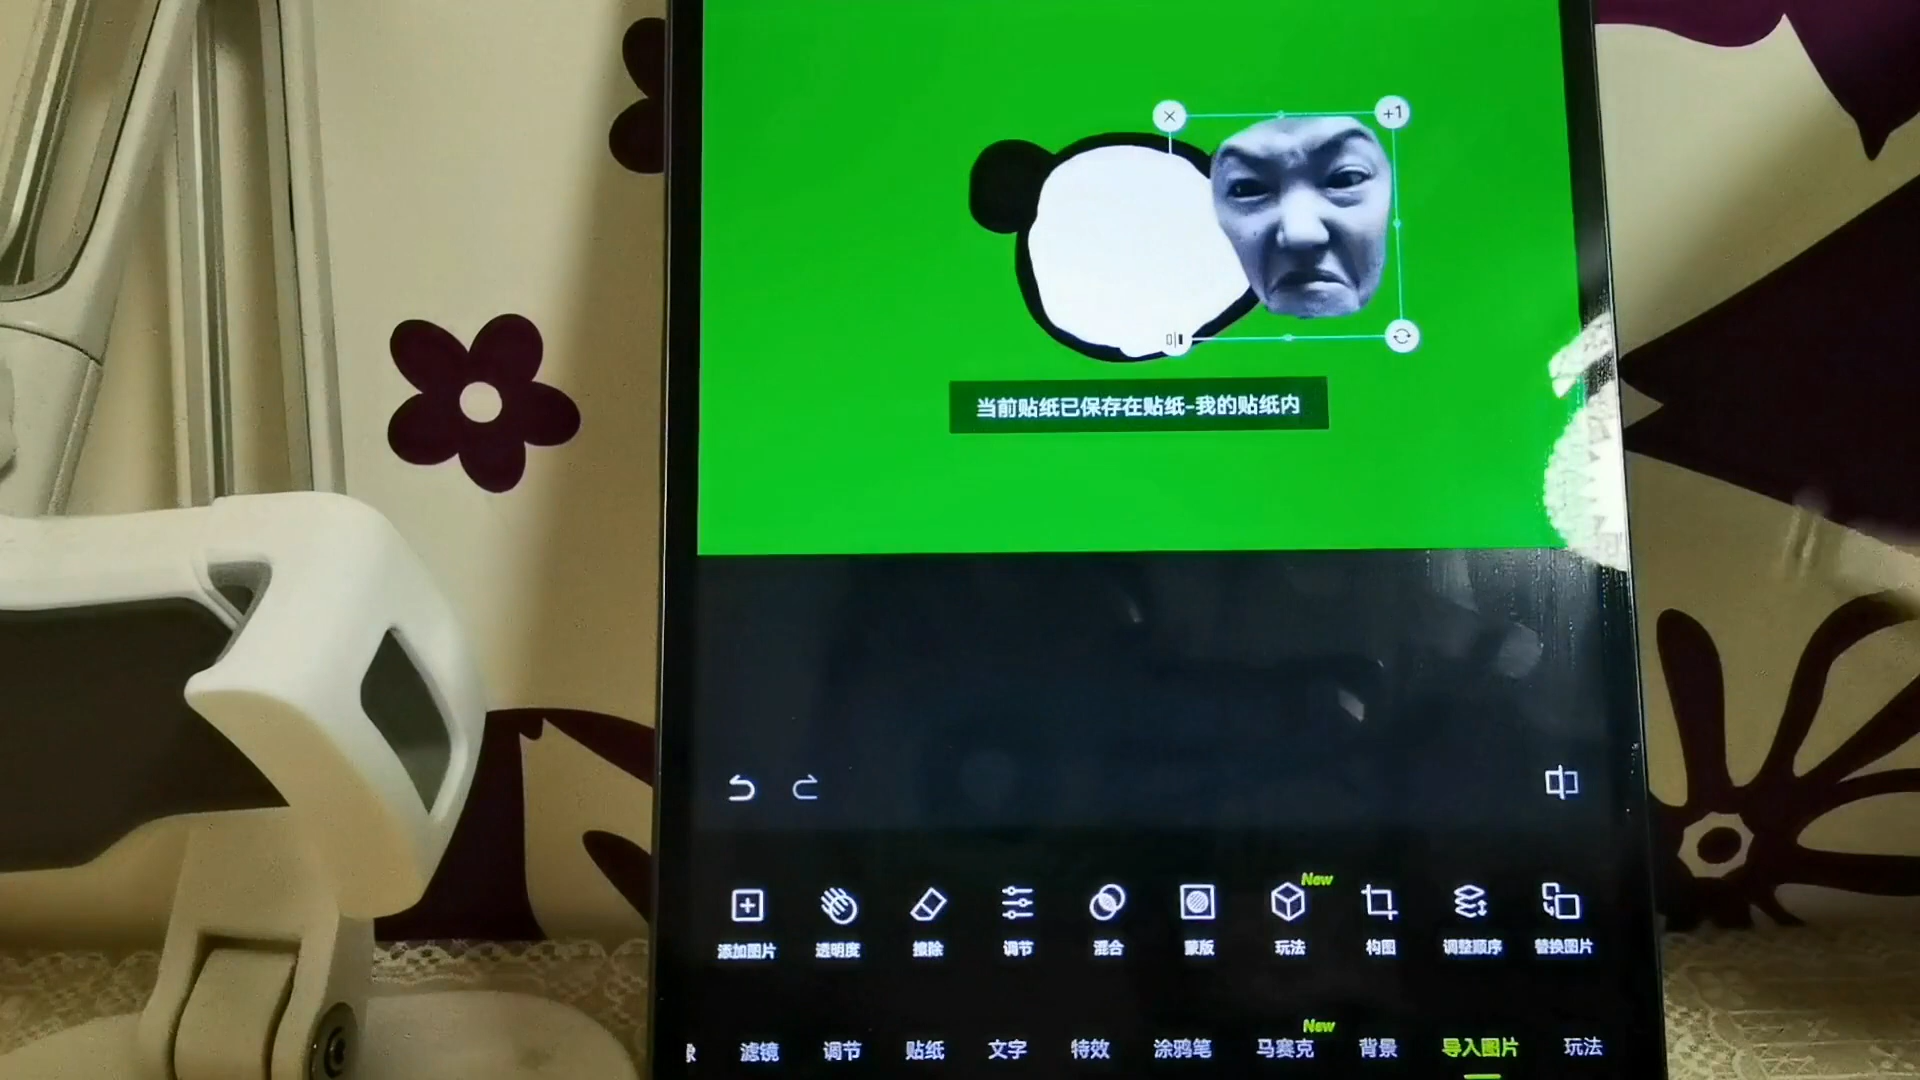 +1
当前贴纸已保存在贴纸-我的贴纸内
New
添加图片 透明度 擦除 调节 混合 蒙版 玩法 构图 调整顺序 替换图片
New
滤镜 调节 贴纸 文字 特效 涂鸦笔 马赛克 背景 导入图片 玩法